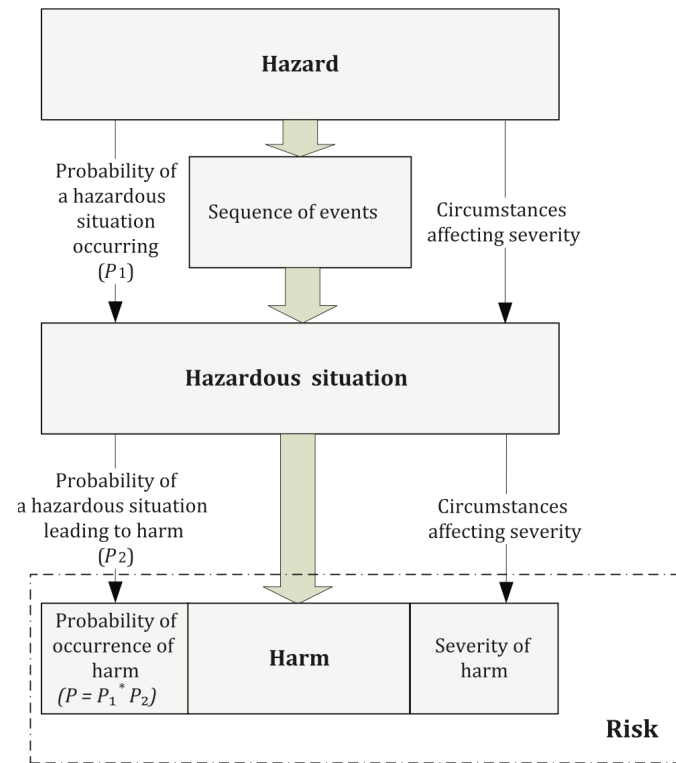 Hazard
Probability of
a hazardous
situation
occurring
(P1)
Sequence of events
Circumstances
affecting severity
Hazardous situation
Probability of
a hazardous situation
leading to harm
(P2)
Circumstances
affecting severity
Probability of
occurrence of
harm
(P = P1 * P2)
Harm
Severity of
harm
Risk